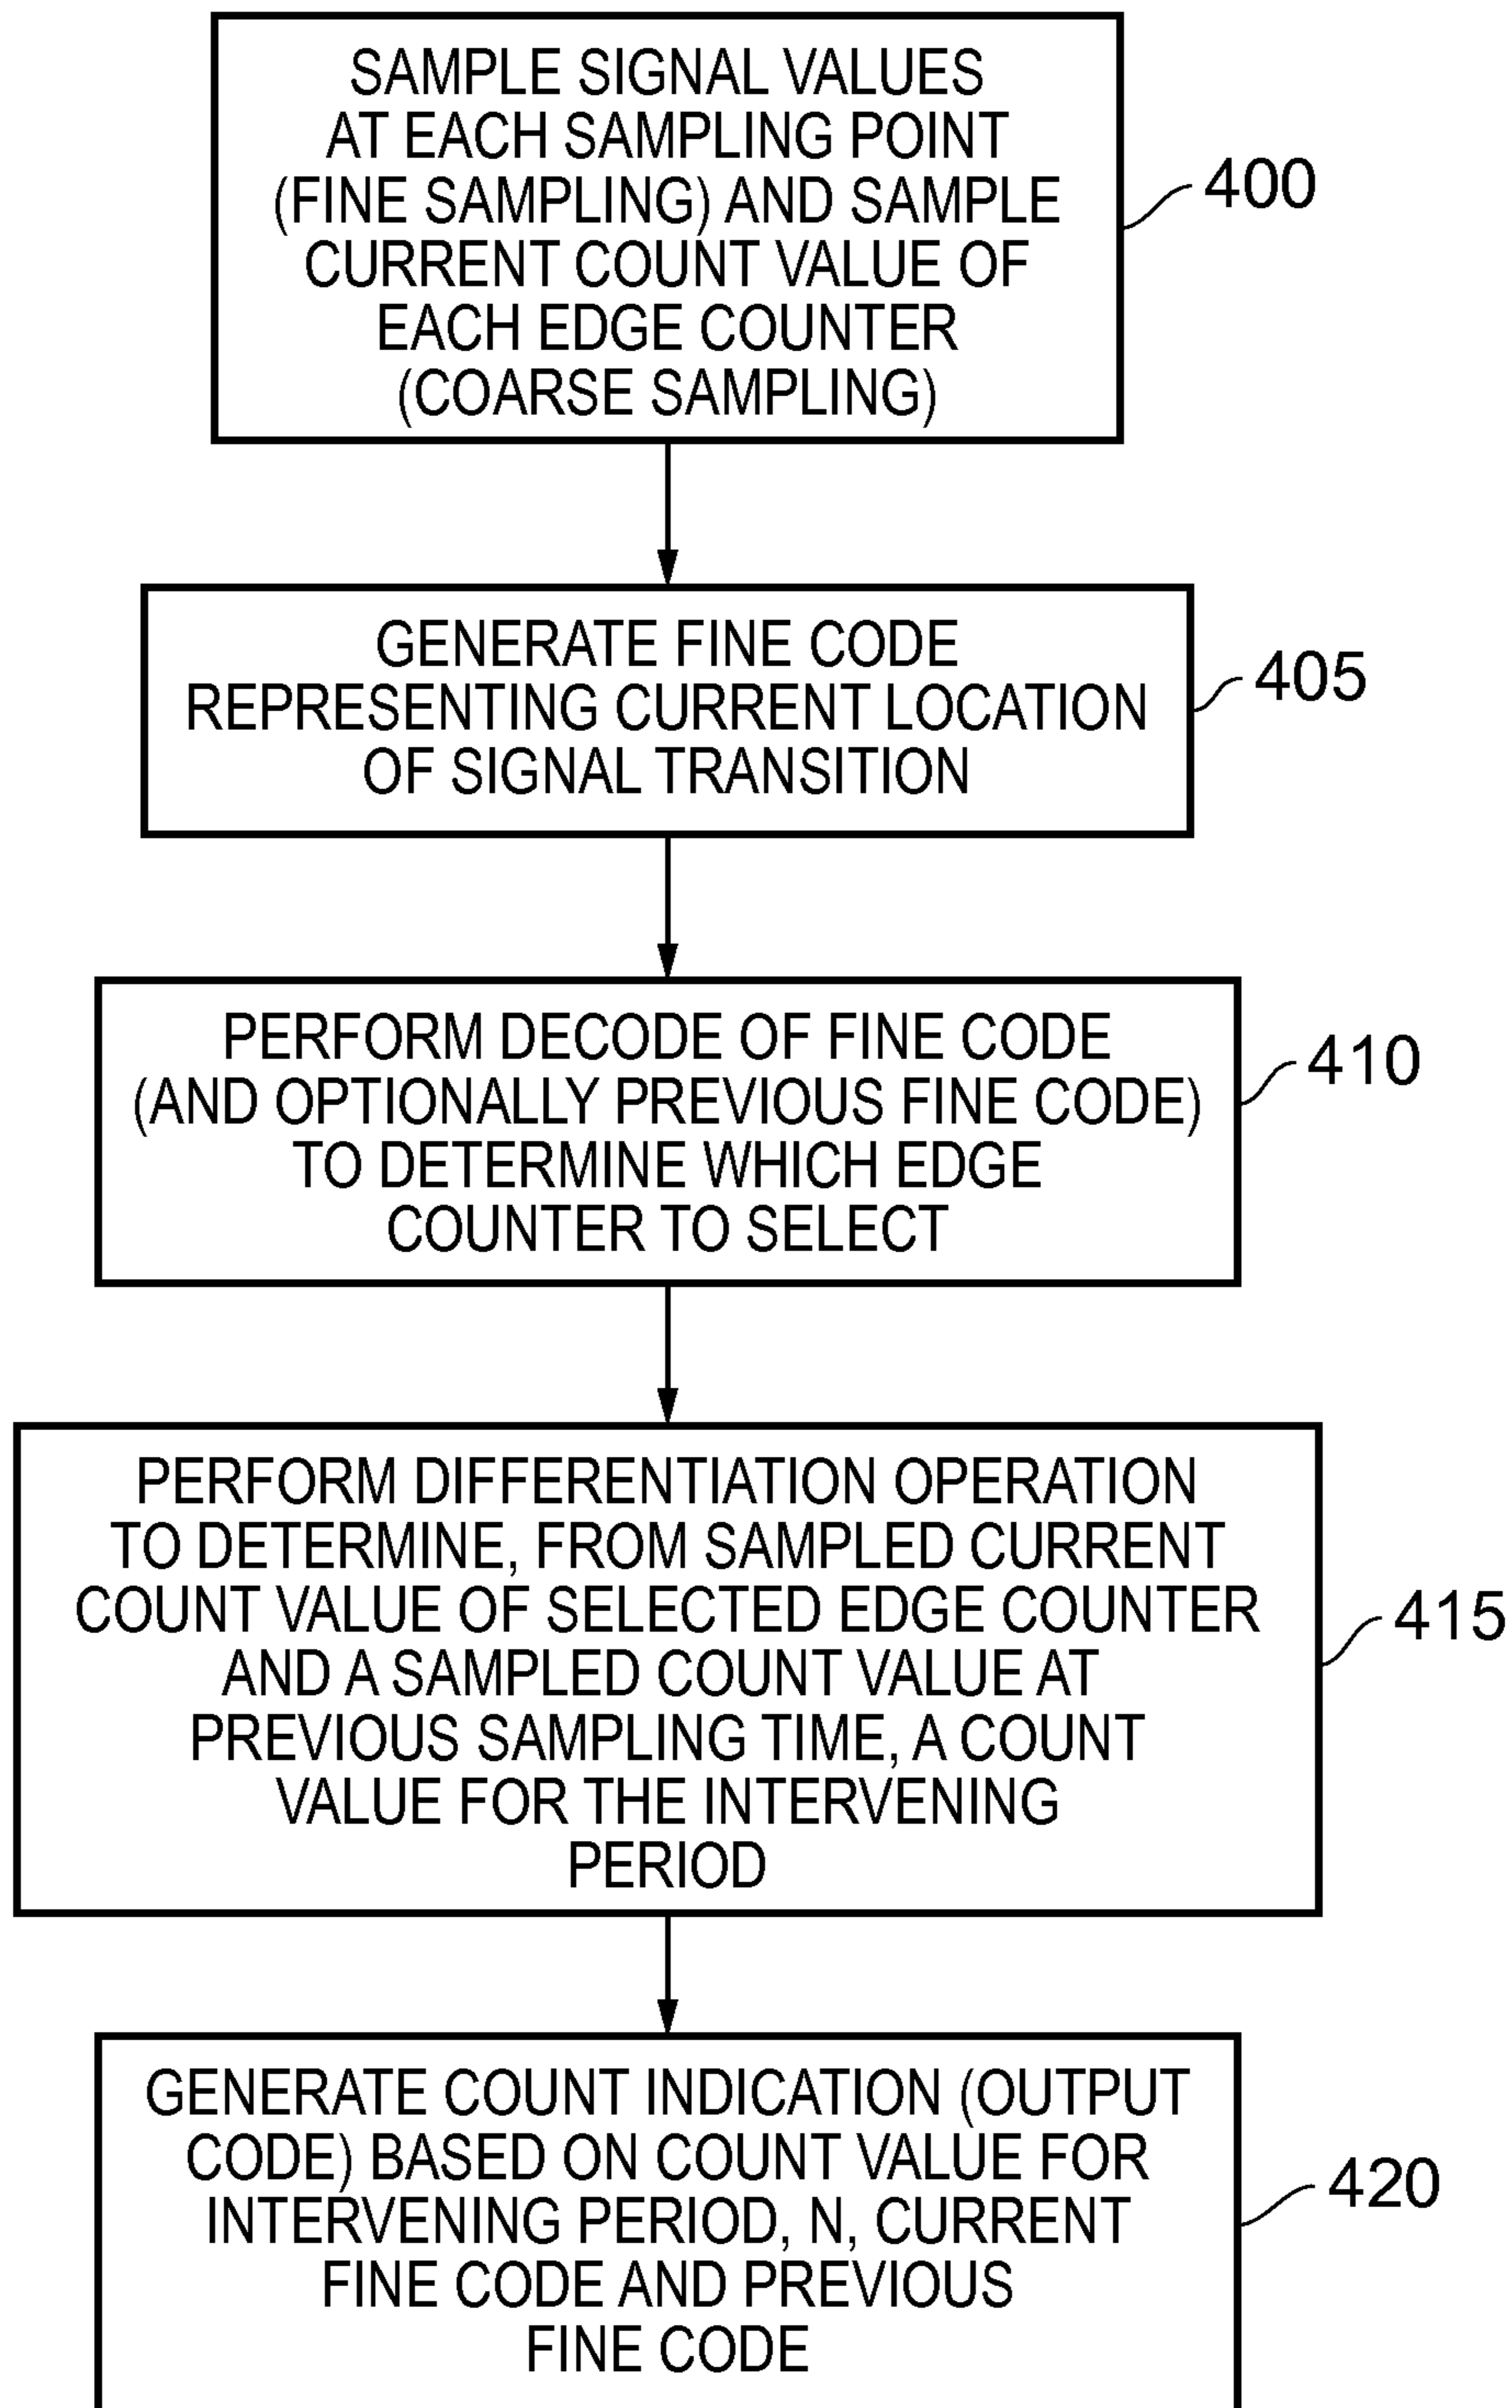 SAMPLE SIGNAL VALUES
AT EACH SAMPLING POINT
(FINE SAMPLING) AND SAMPLE
CURRENT COUNT VALUE OF
EACH EDGE COUNTER
(COARSE SAMPLING)
400
GENERATE FINE CODE
REPRESENTING CURRENT LOCATION
OF SIGNAL TRANSITION
405
PERFORM DECODE OF FINE CODE
(AND OPTIONALLY PREVIOUS FINE CODE)
TO DETERMINE WHICH EDGE
COUNTER TO SELECT
410
PERFORM DIFFERENTIATION OPERATION
TO DETERMINE, FROM SAMPLED CURRENT
COUNT VALUE OF SELECTED EDGE COUNTER
AND A SAMPLED COUNT VALUE AT
PREVIOUS SAMPLING TIME, A COUNT
VALUE FOR THE INTERVENING
PERIOD
415
GENERATE COUNT INDICATION (OUTPUT
CODE) BASED ON COUNT VALUE FOR
INTERVENING PERIOD, N, CURRENT
FINE CODE AND PREVIOUS
FINE CODE
420